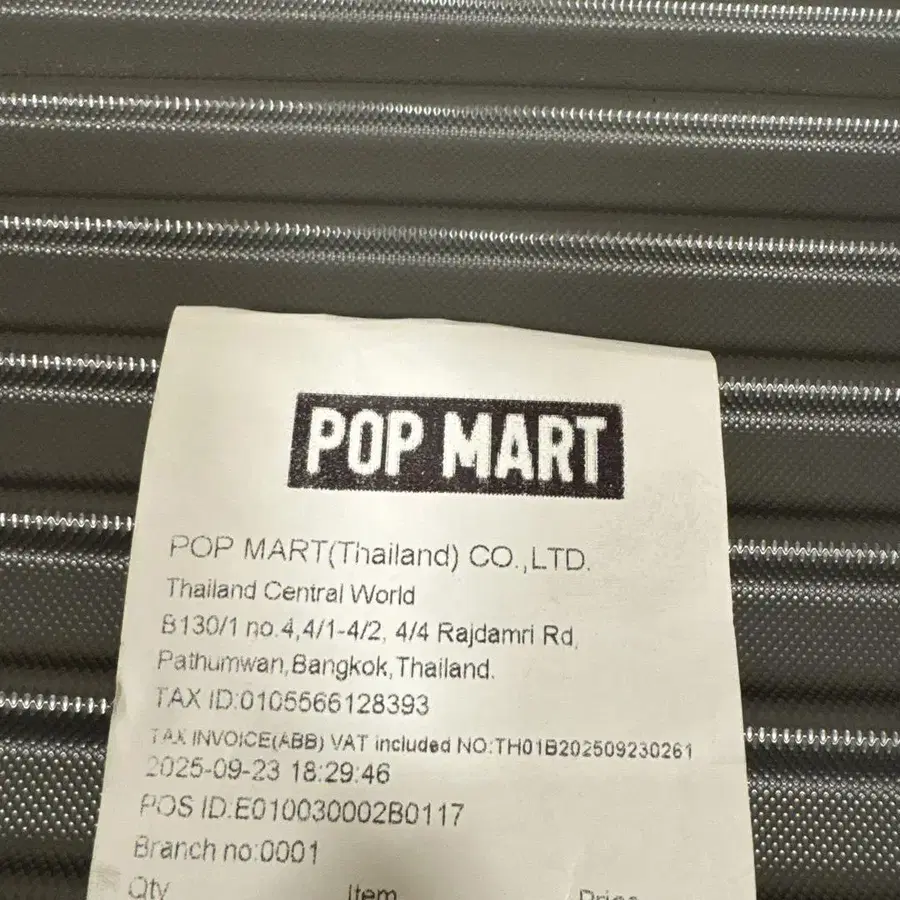 POP MART
POP MART(Thailand) CO.,LTD.
Thailand Central World
B130/1 no.4,4/1-4/2, 4/4 Rajdamri Rd,
Pathumwan,Bangkok,Thailand.
TAX ID:0105566128393
TAX INVOICE(ABB) VAT included NO:TH01B202509230261
2025-09-23 18:29:46
POS ID:E010030002B0117
Branch no:0001
Qty Item Price